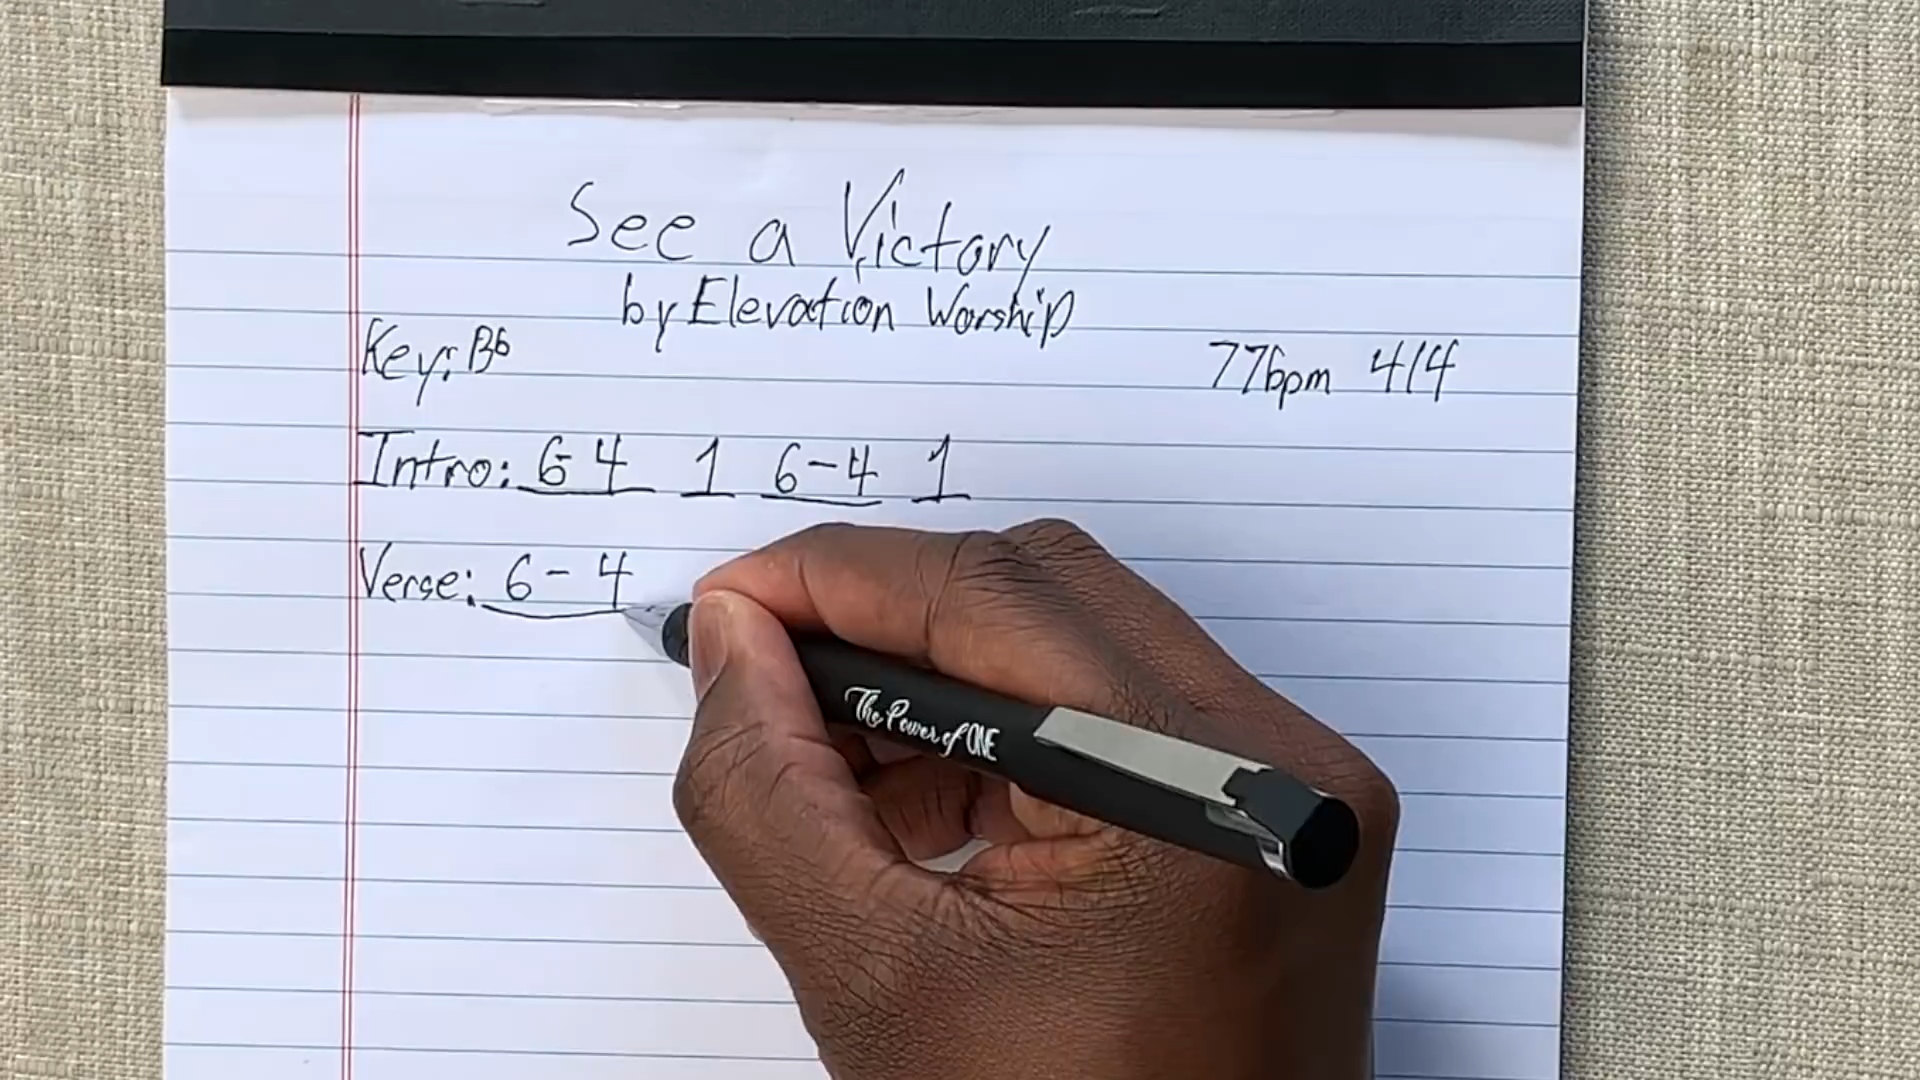 See a Victory
by Elevation Worship
Key: Bb
77bpm 4/4
Intro: 6- 4 1 6-4 1
Verse: 6- 4
The Power of ONE